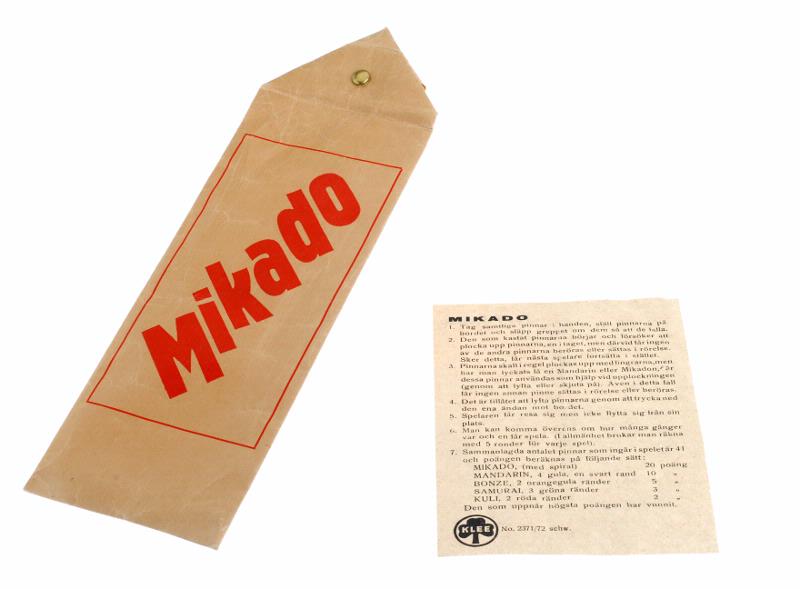 Mikado
MIKADO
1. Tag samtliga pinnar i handen, ställ pinnarna på
bordet och släpp greppet om dem så att de falla.
2. Den som kastat pinnarna börjar och försöker att
plocka upp pinnarna, en i taget, men därvid får ingen
av de andra pinnarna beröras eller sättas i rörelse.
Sker detta, får nästa spelare fortsätta i stället.
3. Pinnarna skall i regel plockas upp med fingrarna, men
har man lyckats få en Mandarin eller Mikadon, får
dessa pinnar användas som hjälp vid upplockningen
(genom att lyfta eller skjuta på). Även i detta fall
får ingen annan pinne sättas i rörelse eller beröras.
4. Det är tillåtet att lyfta pinnarna genom att trycka ned
den ena ändan mot bordet.
5. Spelaren får resa sig men icke flytta sig från sin
plats.
6. Man kan komma överens om hur många gånger
var och en får spela. (I allmänhet brukar man räkna
med 5 ronder för varje spel).
7. Sammanlagda antalet pinnar som ingår i spelet är 41
och poängen beräknas på följande sätt:
MIKADO, (med spiral) 20 poäng
MANDARIN, 4 gula, en svart rand 10 „
BONZE, 2 orangegula ränder 5 „
SAMURAI, 3 gröna ränder 3 „
KULI, 2 röda ränder 2 „
Den som uppnår högsta poängen har vunnit.
KLEE No. 2371/72 schw.